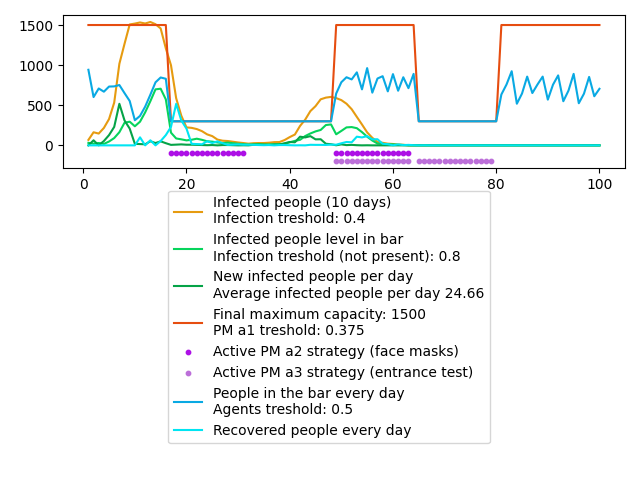 1500
1000
500
0
0 20 40 60 80 100
Infected people (10 days)
Infection treshold: 0.4
Infected people level in bar
Infection treshold (not present): 0.8
New infected people per day
Average infected people per day 24.66
Final maximum capacity: 1500
PM a1 treshold: 0.375
Active PM a2 strategy (face masks)
Active PM a3 strategy (entrance test)
People in the bar every day
Agents treshold: 0.5
Recovered people every day